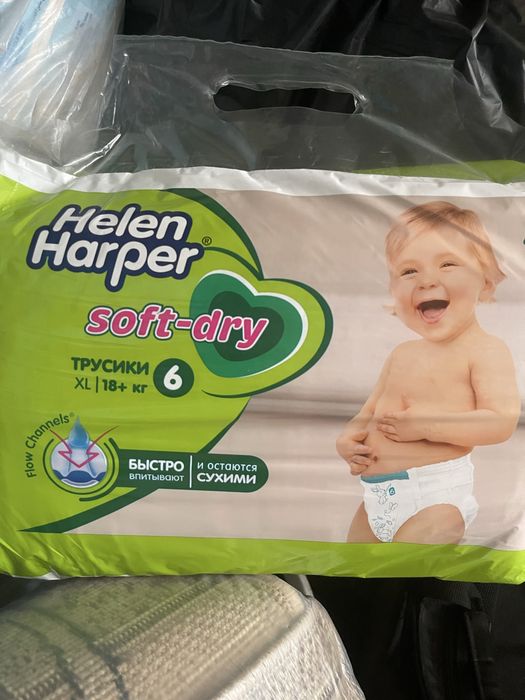 Helen
Harper®
soft-dry
ТРУСИКИ 6
XL | 18+ кг
Flow Channels®
БЫСТРО
впитывают
и остаются
СУХИМИ